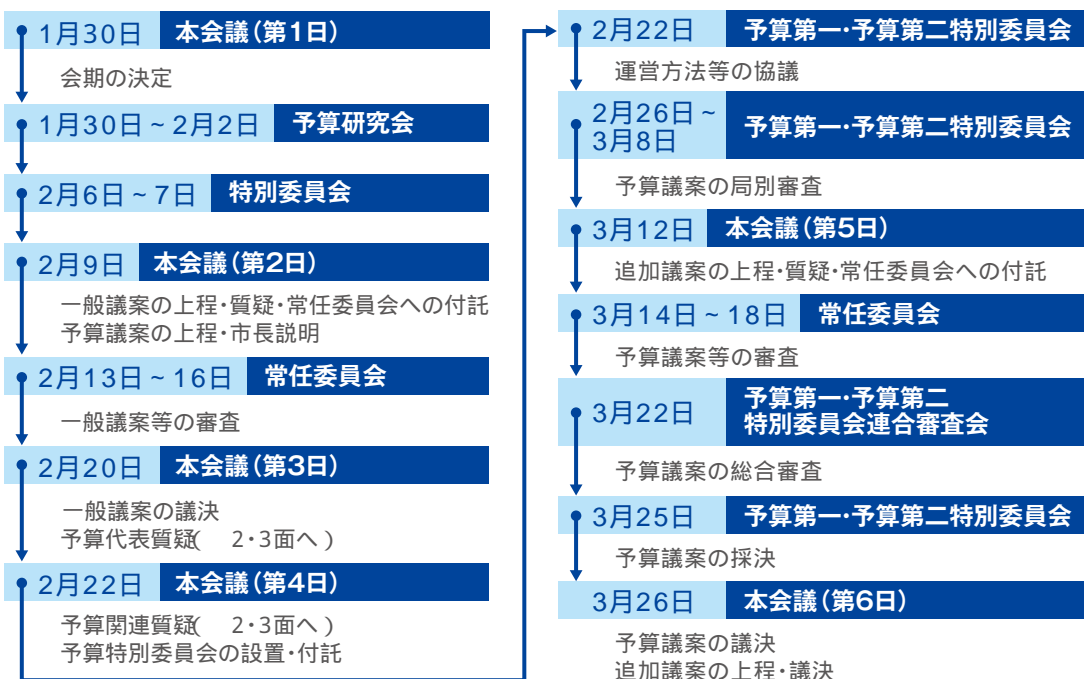 1月30日 本会議(第1日)
会期の決定
1月30日~2月2日 予算研究会
2月6日~7日 特別委員会
2月9日 本会議(第2日)
一般議案の上程・質疑・常任委員会への付託
予算議案の上程・市長説明
2月13日~16日 常任委員会
一般議案等の審査
2月20日 本会議(第3日)
一般議案の議決
予算代表質疑( 2・3面へ)
2月22日 本会議(第4日)
予算関連質疑( 2・3面へ)
予算特別委員会の設置・付託
2月22日 予算第一・予算第二特別委員会
運営方法等の協議
2月26日~
3月8日
予算第一・予算第二特別委員会
予算議案の局別審査
3月12日 本会議(第5日)
追加議案の上程・質疑・常任委員会への付託
3月14日~18日 常任委員会
予算議案等の審査
3月22日
予算第一・予算第二
特別委員会連合審査会
予算議案の総合審査
3月25日 予算第一・予算第二特別委員会
予算議案の採決
3月26日 本会議(第6日)
予算議案の議決
追加議案の上程・議決